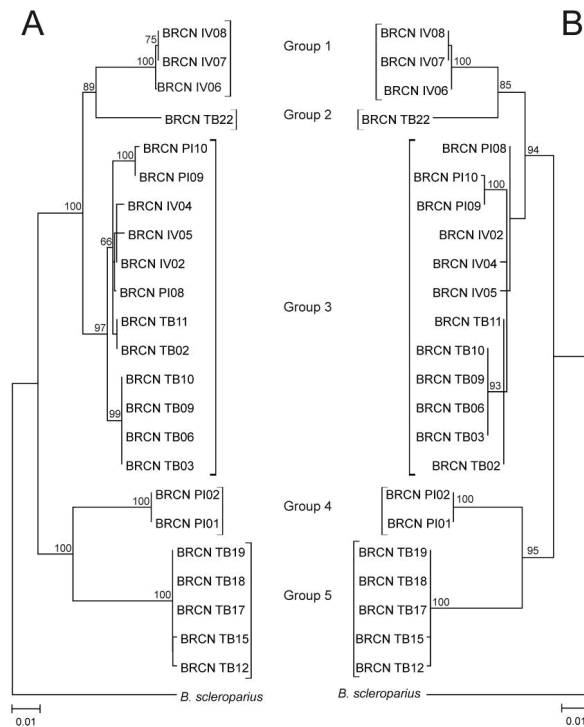 A
B
BRCN IV08
75
Group 1
BRCN IV08
BRCN IV07
100
BRCN IV07
100
BRCN IV06
BRCN IV06
89
85
BRCN TB22
Group 2
BRCN TB22
BRCN PI10
100
BRCN PI09
BRCN IV04
BRCN IV05
66
BRCN IV02
BRCN PI08
BRCN TB11
97
BRCN TB02
BRCN TB10
BRCN TB09
99
BRCN TB06
BRCN TB03
100
Group 3
BRCN PI08
94
BRCN PI10
100
BRCN PI09
BRCN IV02
BRCN IV04
BRCN IV05
BRCN TB11
BRCN TB10
BRCN TB09
93
BRCN TB06
BRCN TB03
BRCN TB02
BRCN PI02
100
BRCN PI01
Group 4
BRCN PI02
100
BRCN PI01
100
95
BRCN TB19
BRCN TB18
100
BRCN TB17
BRCN TB15
BRCN TB12
Group 5
BRCN TB19
BRCN TB18
BRCN TB17
100
BRCN TB15
BRCN TB12
B. scleroparius
B. scleroparius
0.01
0.01